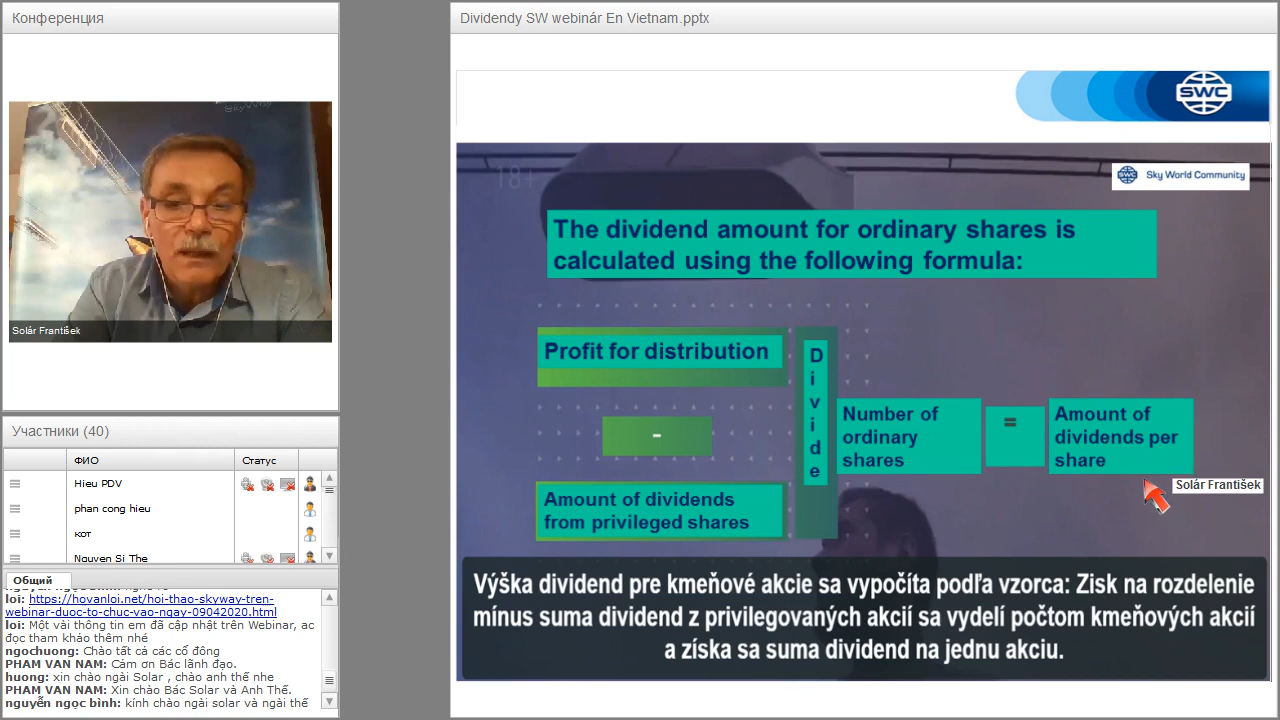 Конференция
SkyWay
Solár František
Участники (40)
ФИО
Статус
Hieu PDV
phan cong hieu
кот
Nguyen Si The
Общий
loi: https://hovanloi.net/hoi-thao-skyway-tren-
webinar-duoc-to-chuc-vao-ngay-09042020.html
loi: Một vài thông tin em đã cập nhật trên Webinar, ac
đọc tham khảo thêm nhé
ngochuong: Chào tất cả các cổ đông
PHAM VAN NAM: Cám ơn Bác lãnh đạo.
huong: xin chào ngài Solar , chào anh thế nhe
PHAM VAN NAM: Xin chào Bác Solar và Anh Thế.
nguyễn ngọc bình: kính chào ngài solar và ngài thế
Dividendy SW webinár En Vietnam.pptx
SWC
18+
SWC Sky World Community
The dividend amount for ordinary shares is
calculated using the following formula:
Profit for distribution
-
Amount of dividends
from privileged shares
D
i
v
i
d
e
Number of
ordinary
shares
=
Amount of
dividends per
share
Solár František
Výška dividend pre kmeňové akcie sa vypočíta podľa vzorca: Zisk na rozdelenie
mínus suma dividend z privilegovaných akcií sa vydelí počtom kmeňových akcií
a získa sa suma dividend na jednu akciu.